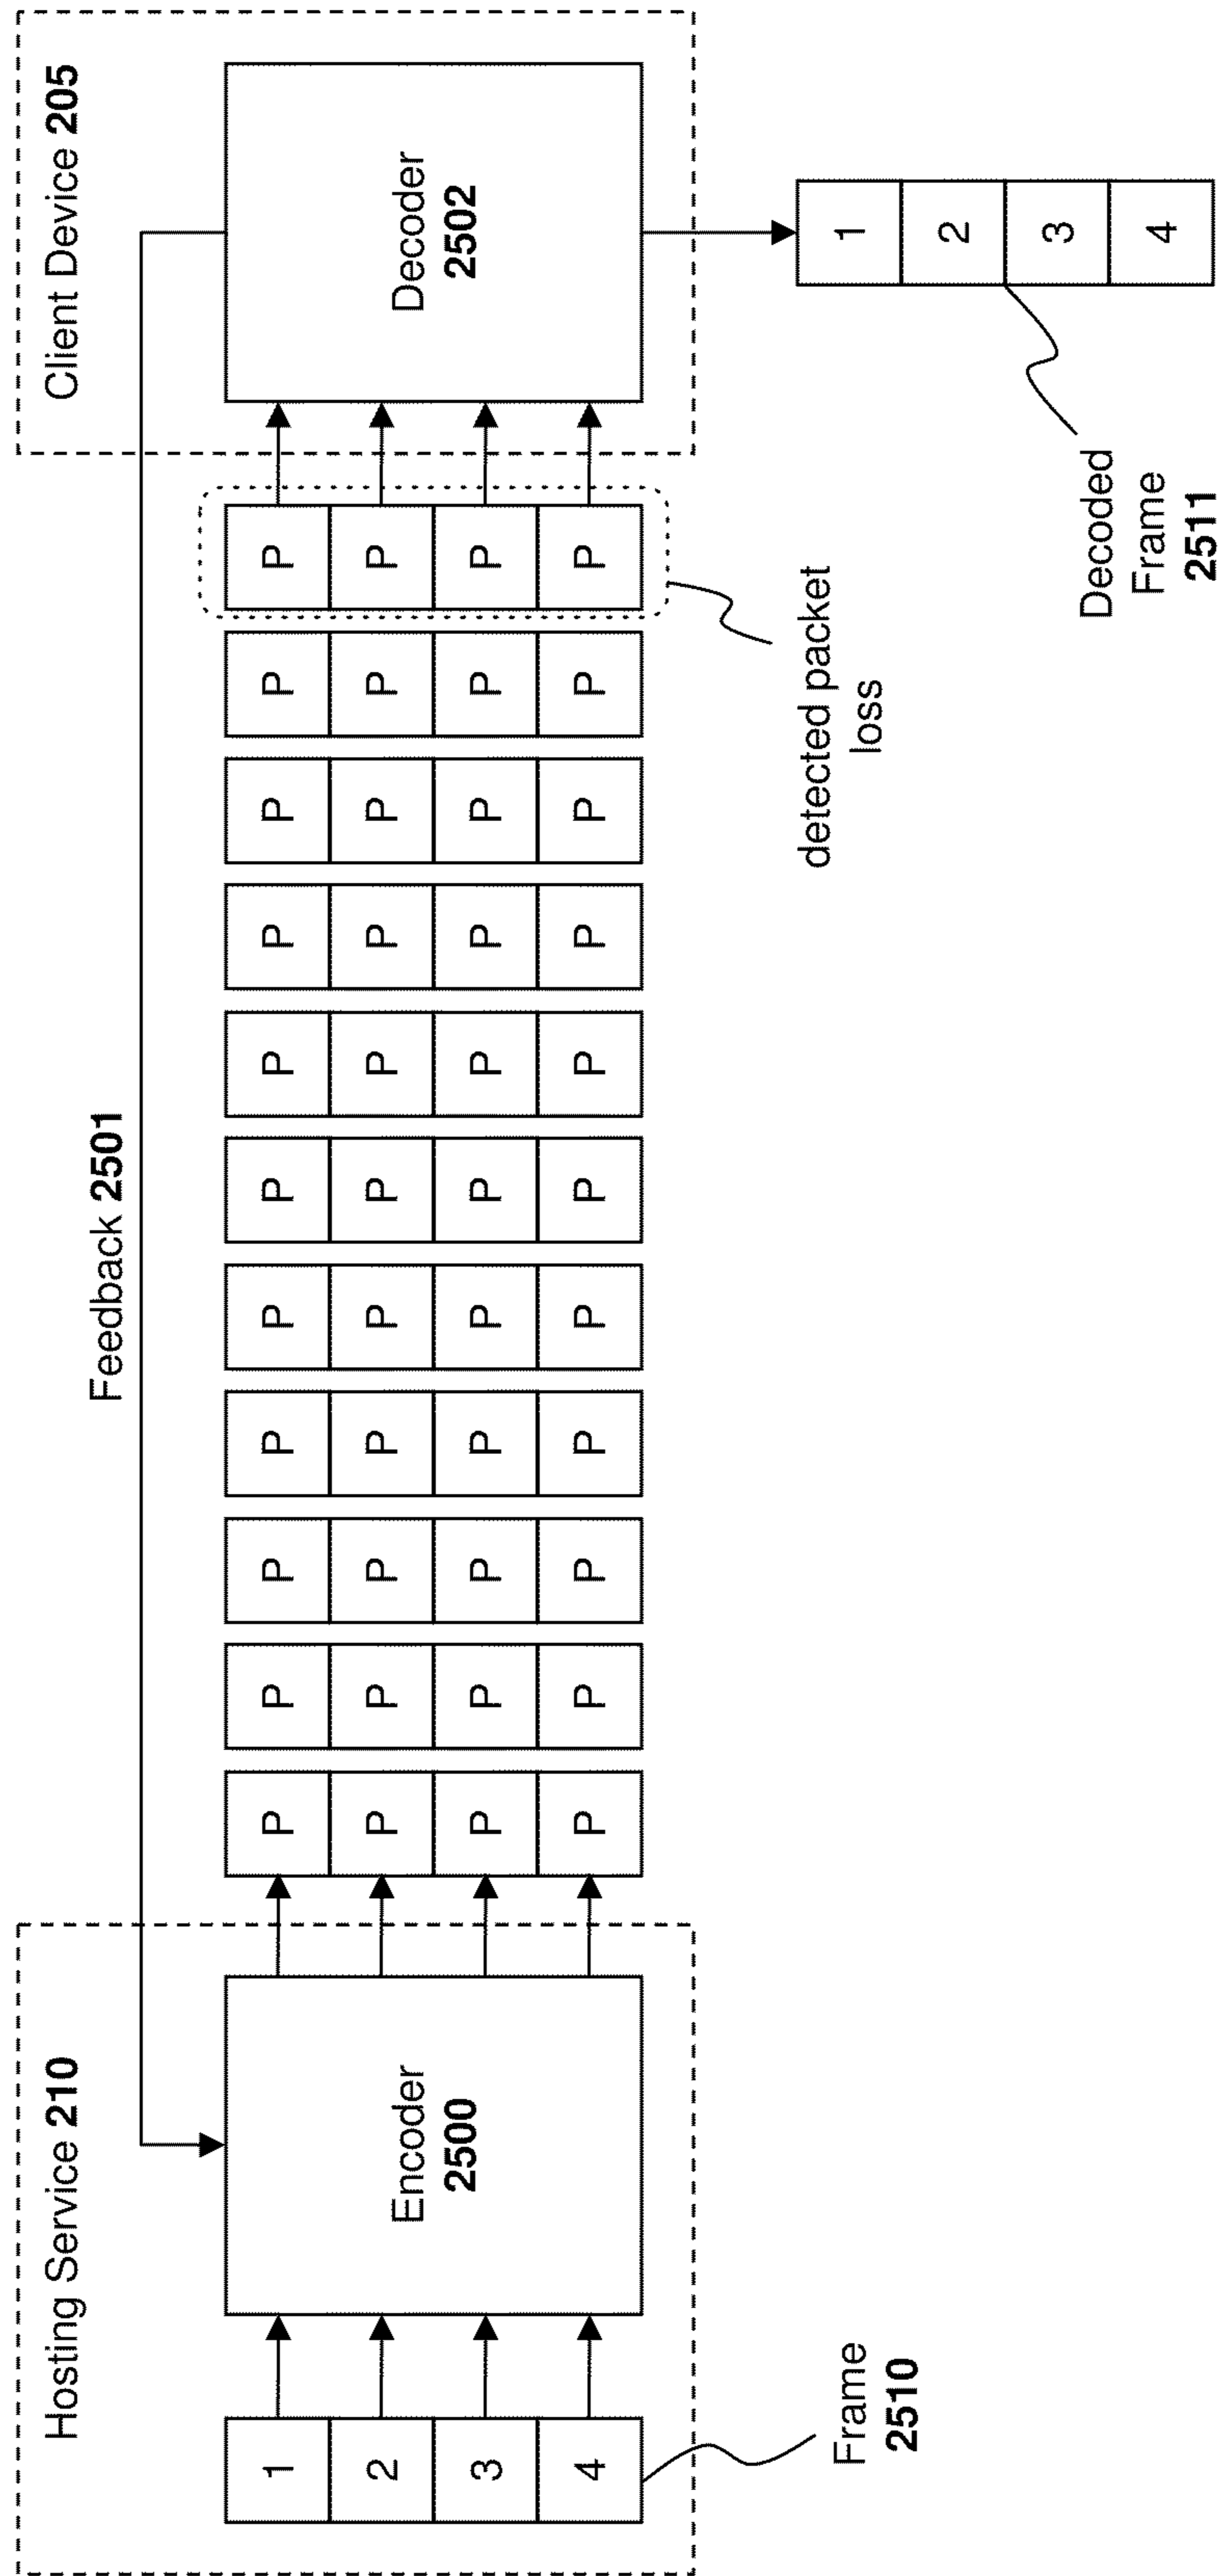 Hosting Service 210
Client Device 205
Feedback 2501
1
2
3
4
Encoder
2500
P P P P P P P P P P P
P P P P P P P P P P P
P P P P P P P P P P P
P P P P P P P P P P P
Decoder
2502
Frame
2510
detected packet
loss
1
2
3
4
Decoded
Frame
2511